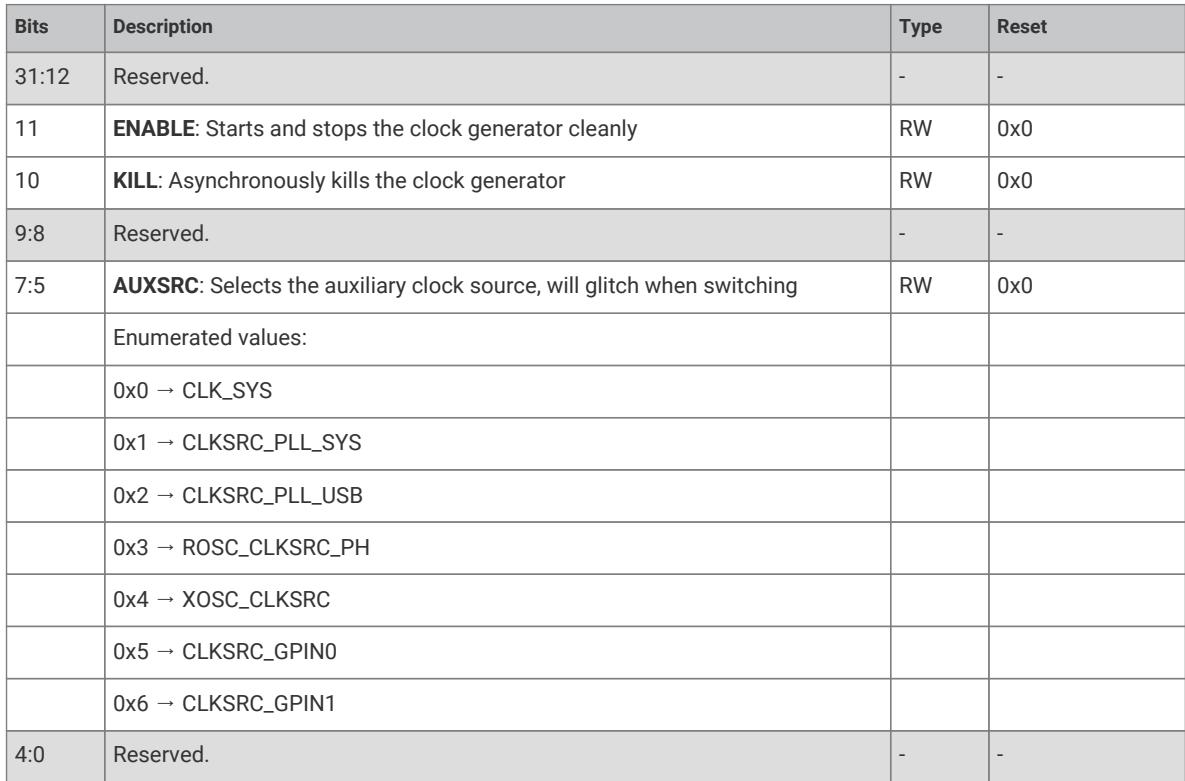 Bits Description Type Reset
31:12 Reserved. - -
11 ENABLE: Starts and stops the clock generator cleanly RW 0x0
10 KILL: Asynchronously kills the clock generator RW 0x0
9:8 Reserved. - -
7:5 AUXSRC: Selects the auxiliary clock source, will glitch when switching RW 0x0
Enumerated values:
0x0 → CLK_SYS
0x1 → CLKSRC_PLL_SYS
0x2 → CLKSRC_PLL_USB
0x3 → ROSC_CLKSRC_PH
0x4 → XOSC_CLKSRC
0x5 → CLKSRC_GPIN0
0x6 → CLKSRC_GPIN1
4:0 Reserved. - -